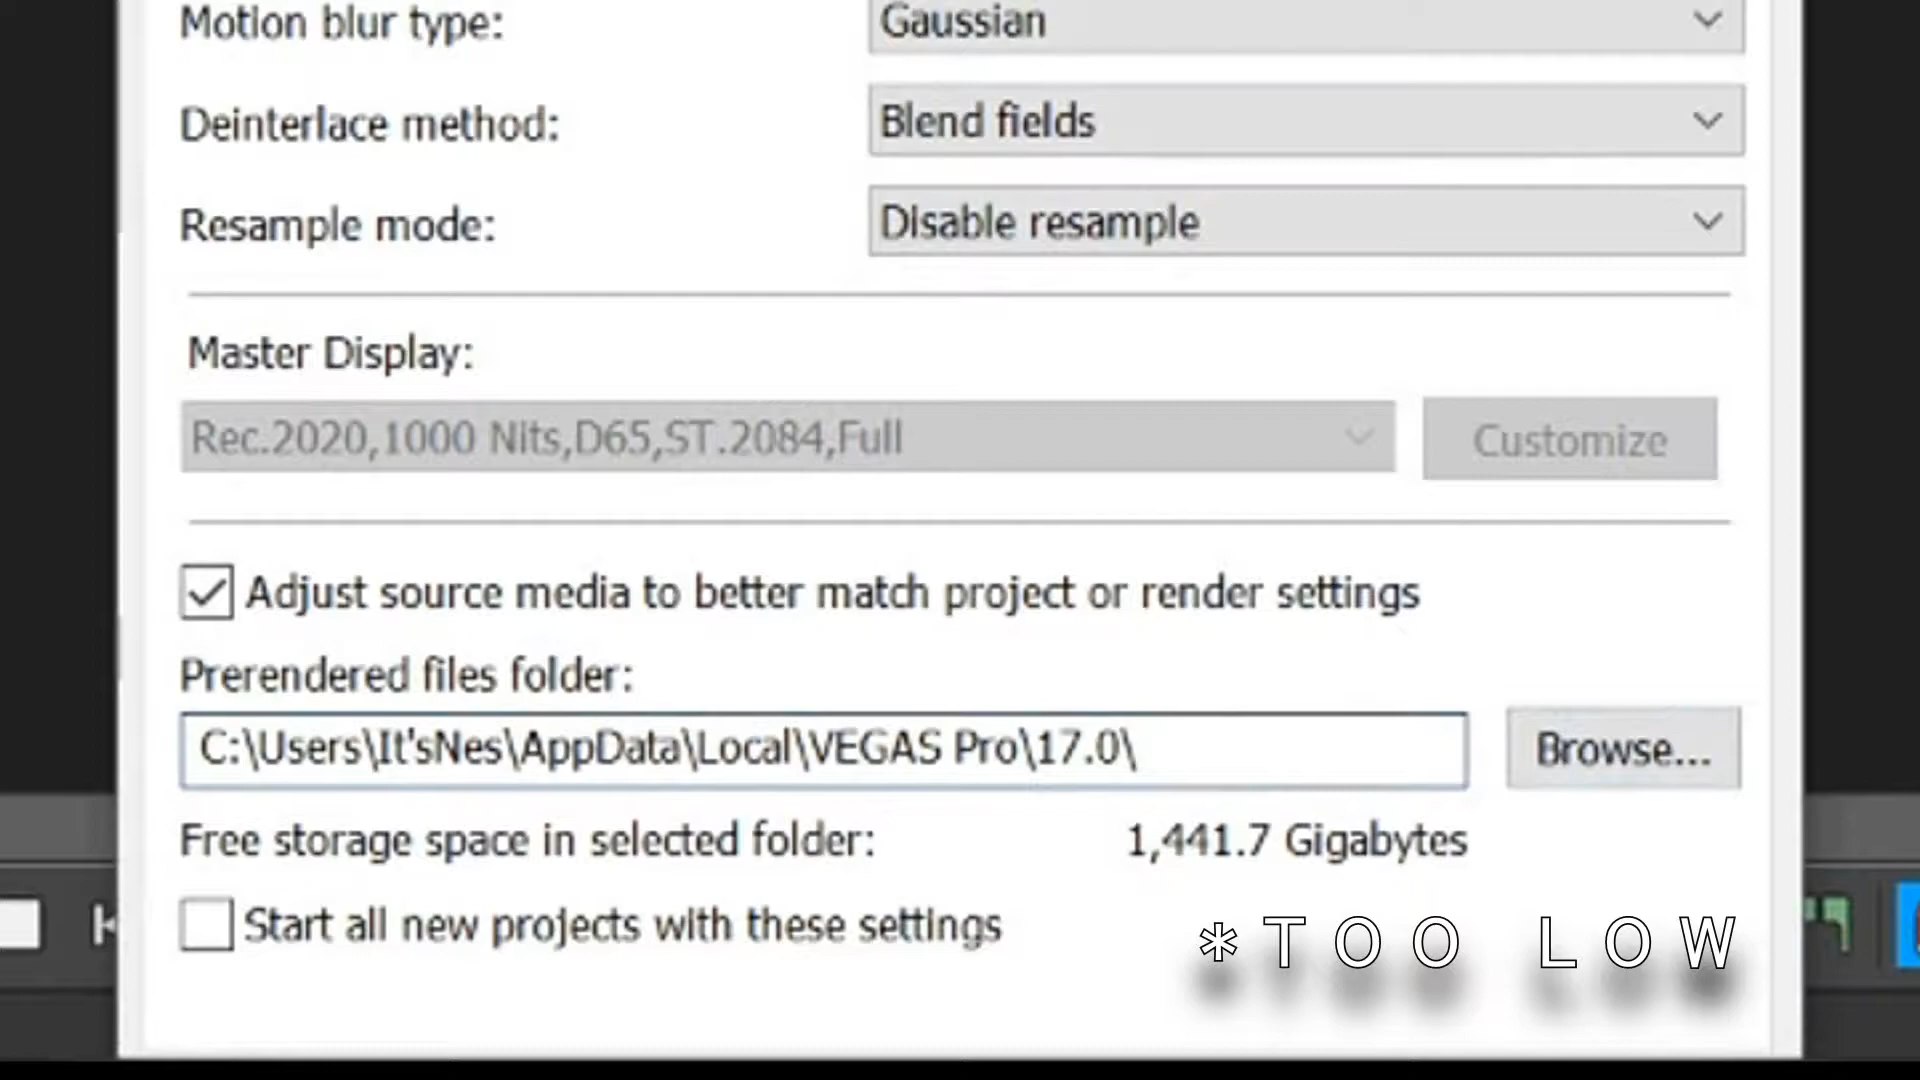 Motion blur type: Gaussian
Deinterlace method: Blend fields
Resample mode: Disable resample
Master Display:
Rec.2020,1000 Nits,D65,ST.2084,Full Customize
Adjust source media to better match project or render settings
Prerendered files folder:
C:\Users\It'sNes\AppData\Local\VEGAS Pro\17.0\ Browse...
Free storage space in selected folder: 1,441.7 Gigabytes
Start all new projects with these settings
*TOO LOW